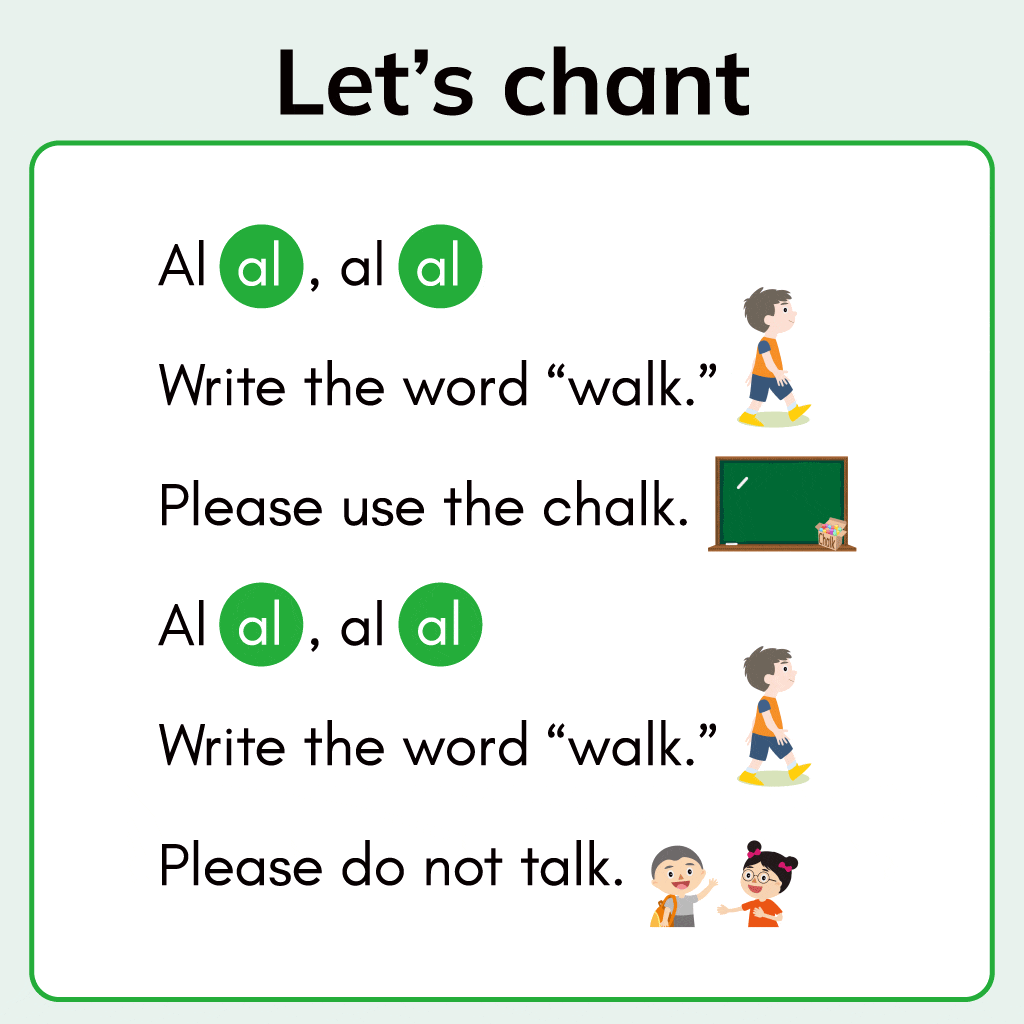 Let’s chant
Al al , al al
Write the word “walk.”
Please use the chalk.
Chalk
Al al , al al
Write the word “walk.”
Please do not talk.